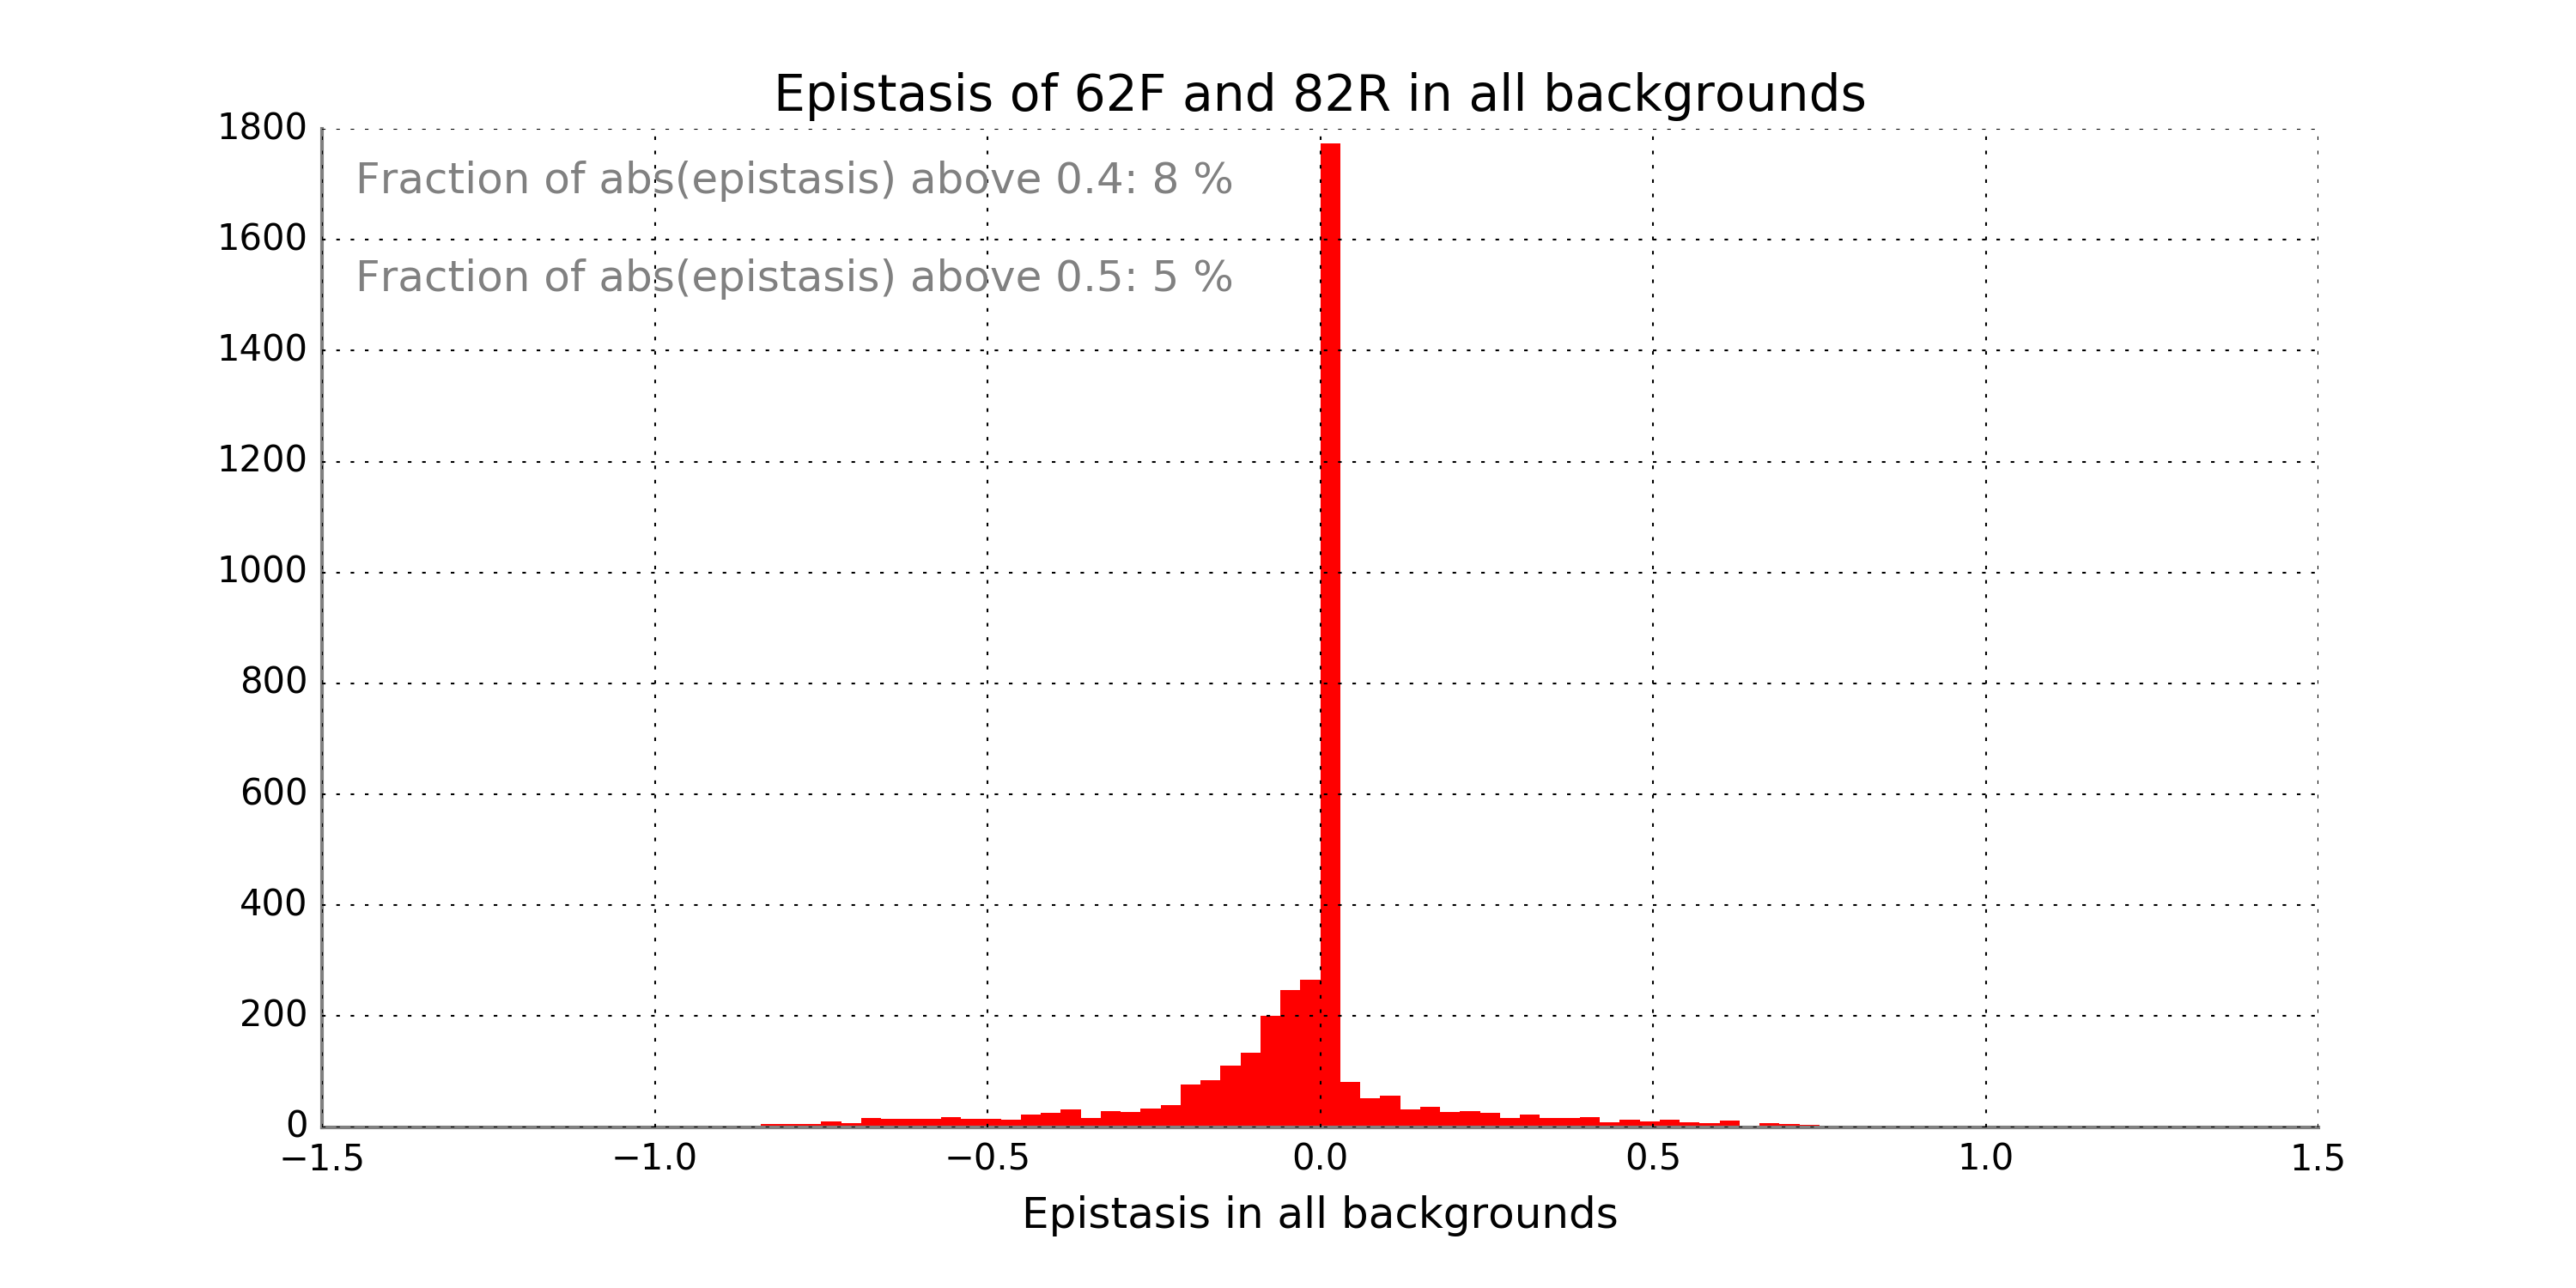 Epistasis of 62F and 82R in all backgrounds
1800
Fraction of abs(epistasis) above 0.4: 8 %
1600
Fraction of abs(epistasis) above 0.5: 5 %
1400
1200
1000
800
600
400
200
0
−1.5 −1.0 −0.5 0.0 0.5 1.0 1.5
Epistasis in all backgrounds